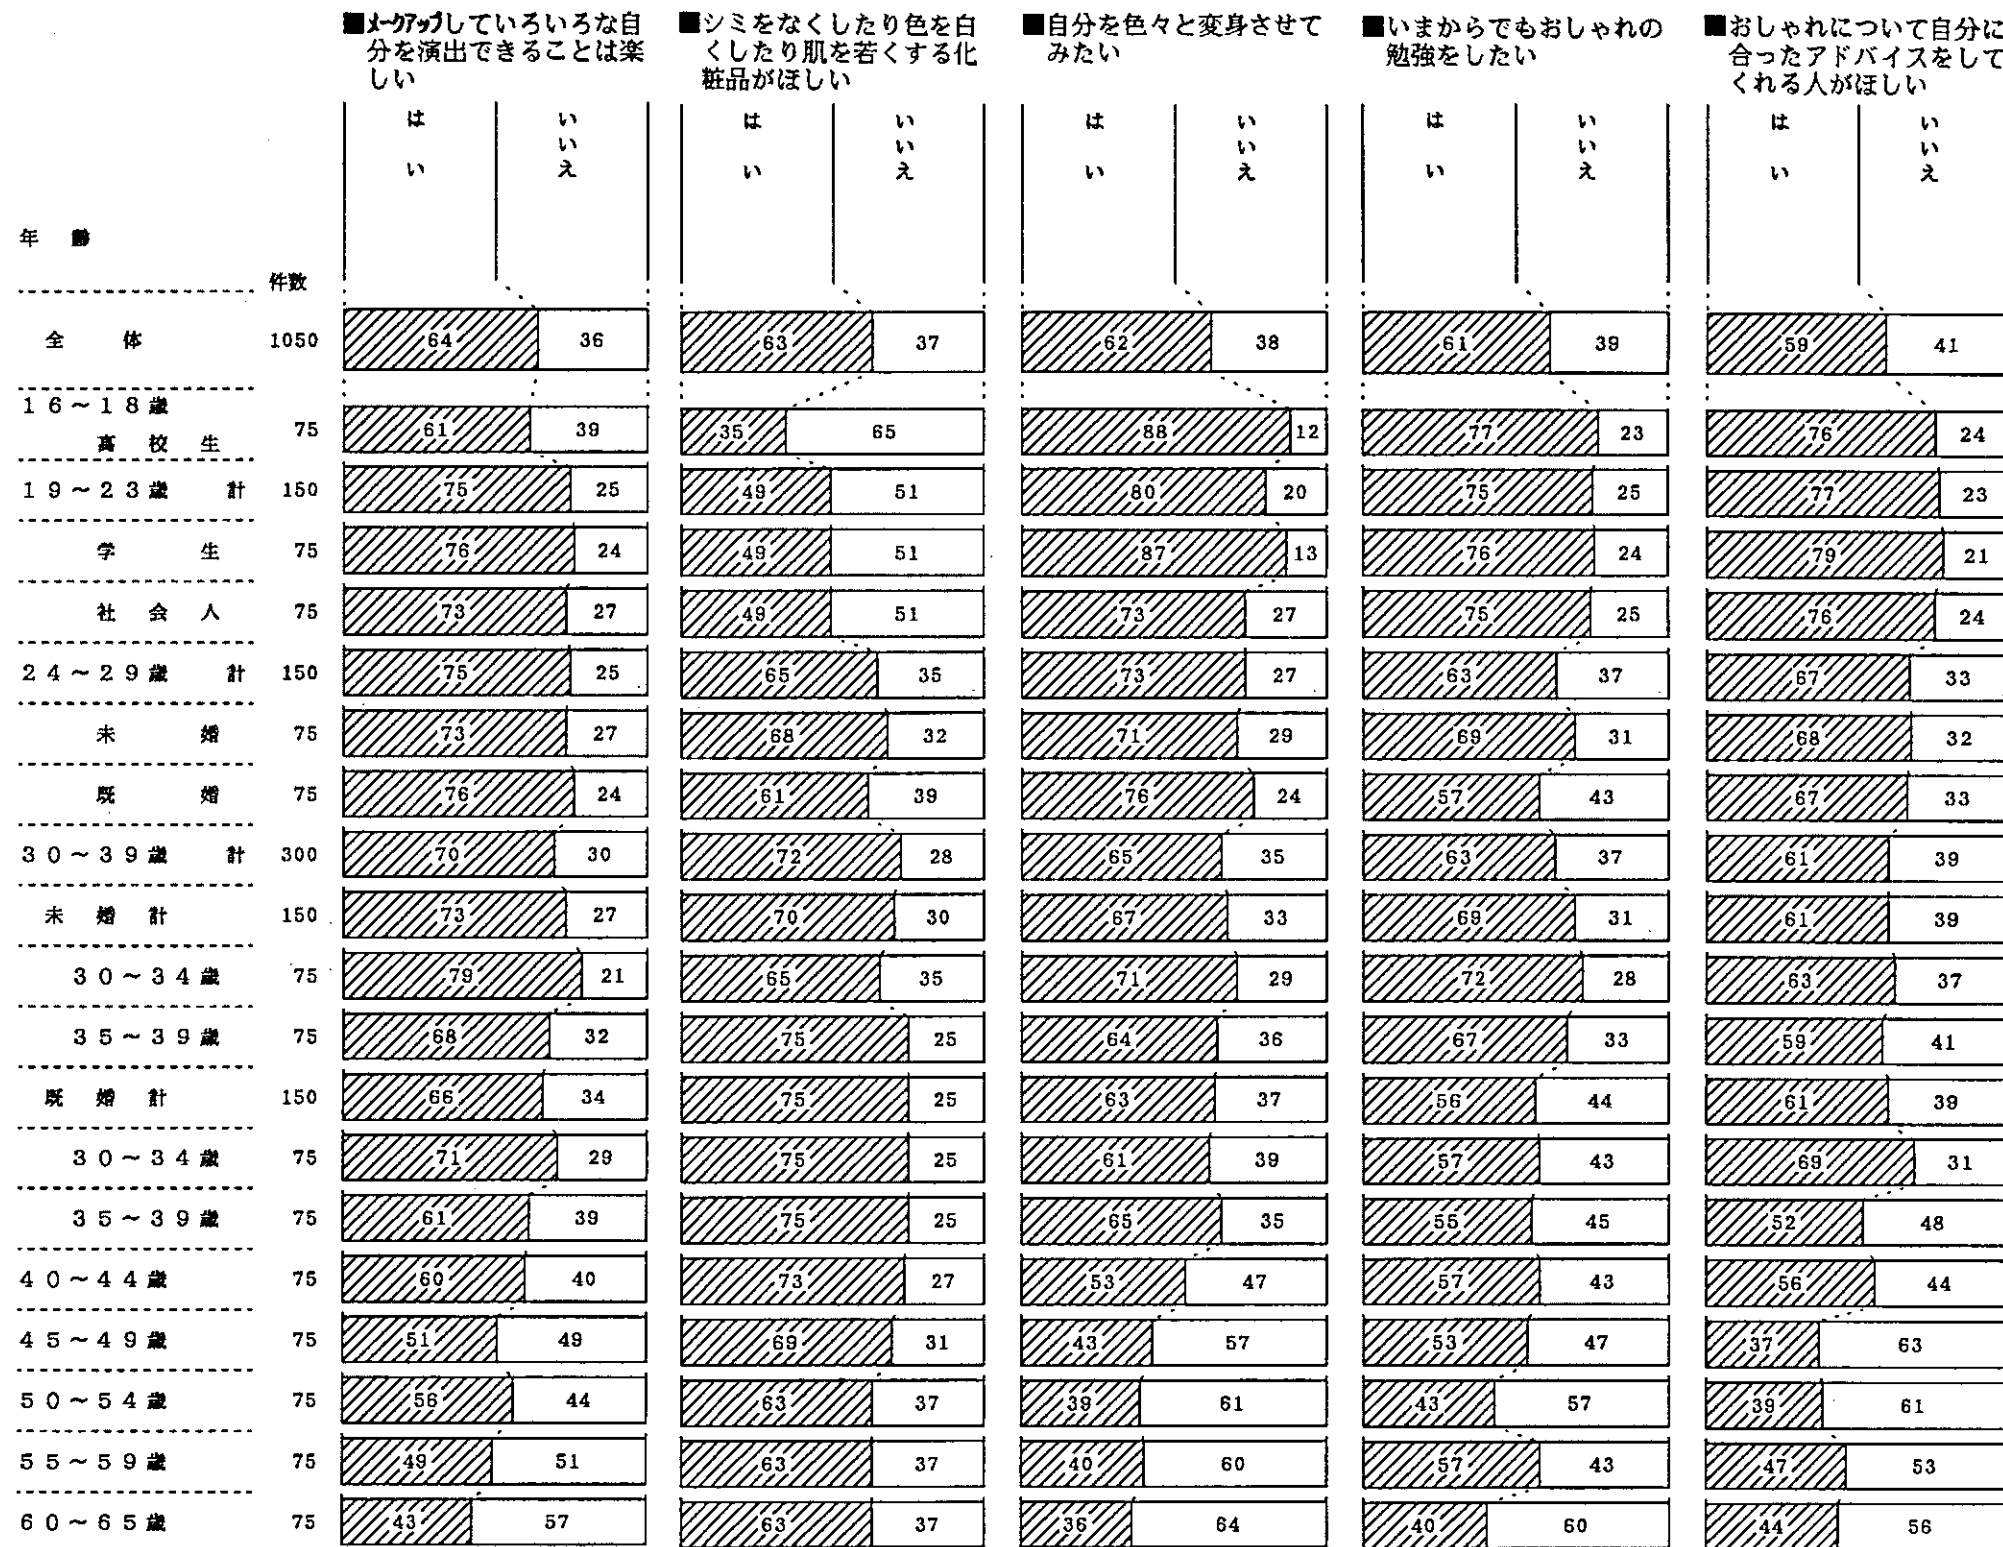 ■メークアップしていろいろな自
分を演出できることは楽
しい
■シミをなくしたり色を白
くしたり肌を若くする化
粧品がほしい
■自分を色々と変身させて
みたい
■いまからでもおしゃれの
勉強をしたい
■おしゃれについて自分に
合ったアドバイスをして
くれる人がほしい
はい いいえ はい いいえ はい いいえ はい いいえ はい いいえ
年 齢
件数
全 体 1050 64 36 63 37 62 38 61 39 59 41
16~18歳
高 校 生 75 61 39 35 65 88 12 77 23 76 24
19~23歳 計 150 75 25 49 51 80 20 75 25 77 23
学 生 75 76 24 49 51 87 13 76 24 79 21
社 会 人 75 73 27 49 51 73 27 75 25 76 24
24~29歳 計 150 75 25 65 35 73 27 63 37 67 33
未 婚 75 73 27 68 32 71 29 69 31 68 32
既 婚 75 76 24 61 39 76 24 57 43 67 33
30~39歳 計 300 70 30 72 28 65 35 63 37 61 39
未 婚 計 150 73 27 70 30 67 33 69 31 61 39
30~34歳 75 79 21 65 35 71 29 72 28 63 37
35~39歳 75 68 32 75 25 64 36 67 33 59 41
既 婚 計 150 66 34 75 25 63 37 56 44 61 39
30~34歳 75 71 29 75 25 61 39 57 43 69 31
35~39歳 75 61 39 75 25 65 35 55 45 52 48
40~44歳 75 60 40 73 27 53 47 57 43 56 44
45~49歳 75 51 49 69 31 43 57 53 47 37 63
50~54歳 75 56 44 63 37 39 61 43 57 39 61
55~59歳 75 49 51 63 37 40 60 57 43 47 53
60~65歳 75 43 57 63 37 36 64 40 60 44 56